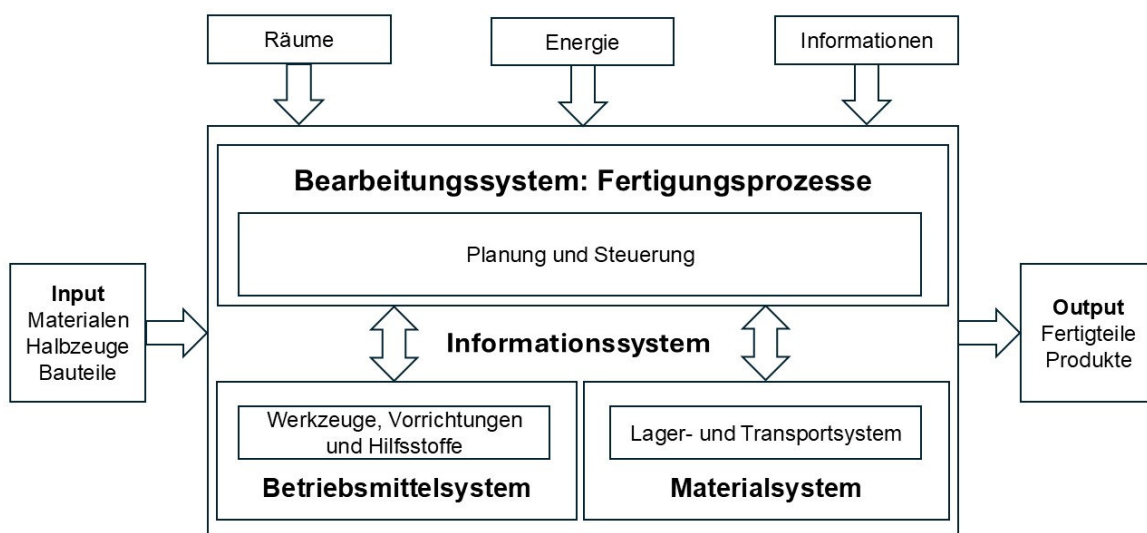 Räume
Energie
Informationen
Bearbeitungssystem: Fertigungsprozesse
Planung und Steuerung
Input
Materialen
Halbzeuge
Bauteile
Informationssystem
Output
Fertigteile
Produkte
Werkzeuge, Vorrichtungen
und Hilfsstoffe
Betriebsmittelsystem
Lager- und Transportsystem
Materialsystem